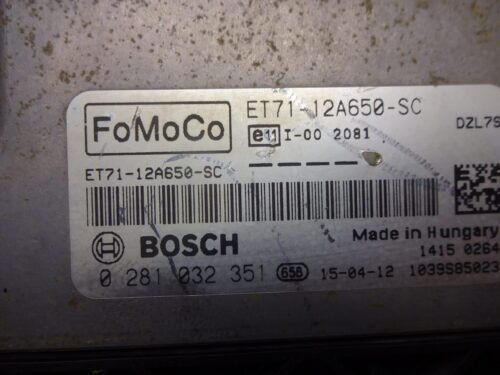 FoMoCo
ET71-12A650-SC
e11 I-00 2081
DZL7S
ET71-12A650-SC
BOSCH
Made in Hungary
1415 0264
0 281 032 351 656 15-04-12 1039S85023